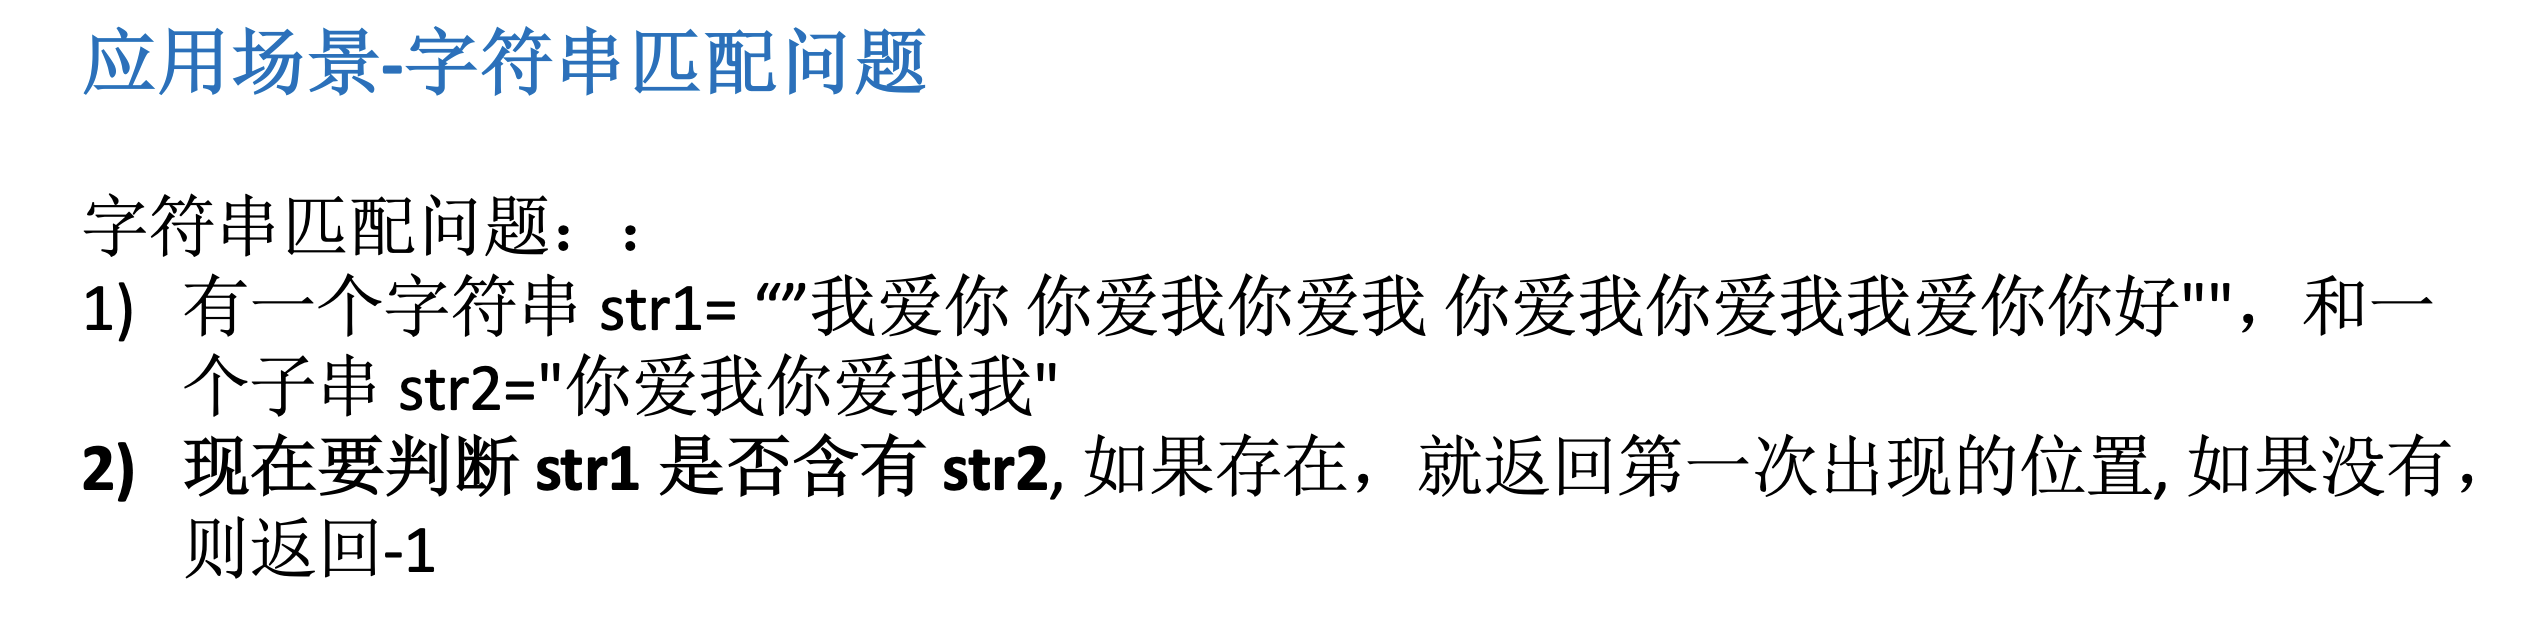 应用场景-字符串匹配问题
字符串匹配问题：：
1) 有一个字符串 str1= “”我爱你 你爱我你爱我 你爱我你爱我我爱你你好""，和一
个子串 str2="你爱我你爱我我"
2) 现在要判断 str1 是否含有 str2, 如果存在，就返回第一次出现的位置, 如果没有，
则返回-1